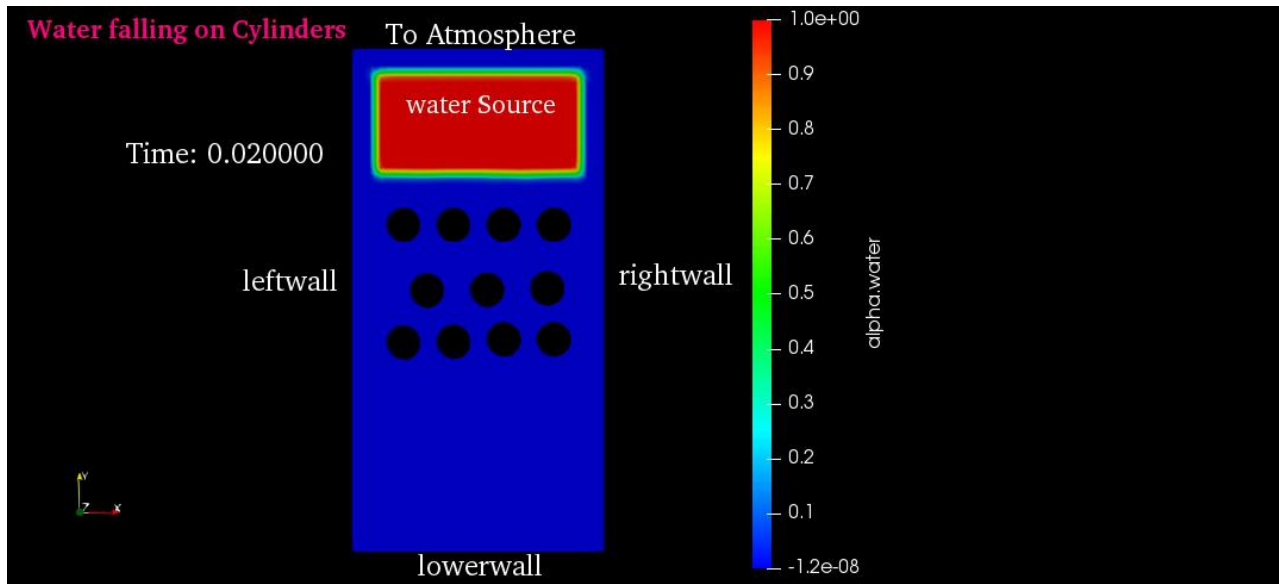 Water falling on Cylinders
To Atmosphere
water Source
Time: 0.020000
leftwall
rightwall
lowerwall
1.0e+00
0.9
0.8
0.7
0.6
0.5
0.4
0.3
0.2
0.1
-1.2e-08
alpha.water
Y
Z
X